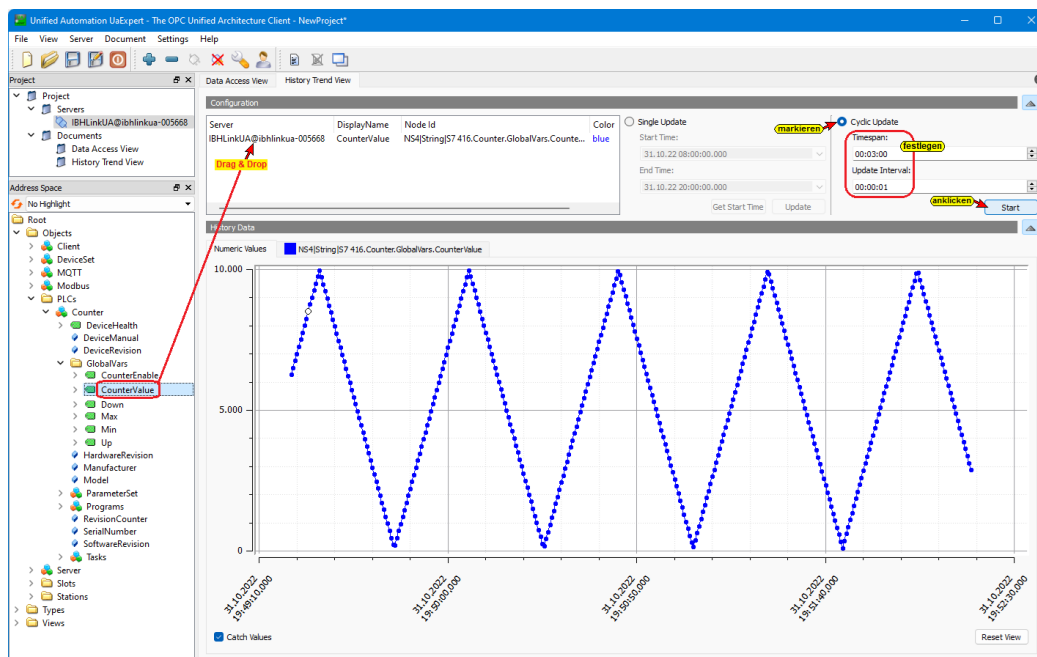 Unified Automation UaExpert - The OPC Unified Architecture Client - NewProject*
File View Server Document Settings Help
Project
Project
Servers
IBHLinkUA@ibhlinkua-005668
Documents
Data Access View
History Trend View
Address Space
No Highlight
Root
Objects
Client
DeviceSet
MQTT
Modbus
PLCs
Counter
DeviceHealth
DeviceManual
DeviceRevision
GlobalVars
CounterEnable
CounterValue
Down
Max
Min
Up
HardwareRevision
Manufacturer
Model
ParameterSet
Programs
RevisionCounter
SerialNumber
SoftwareRevision
Tasks
Server
Slots
Stations
Types
Views
Data Access View History Trend View
Configuration
Server DisplayName Node Id Color
IBHLinkUA@ibhlinkua-005668 CounterValue NS4|String|S7 416.Counter.GlobalVars.Counte... blue
Drag & Drop
Single Update
Start Time:
31.10.22 08:00:00.000
End Time:
31.10.22 20:00:00.000
Get Start Time Update
markieren
Cyclic Update
Timespan:
festlegen
00:03:00
Update Interval:
00:00:01
anklicken
Start
History Data
Numeric Values NS4|String|S7 416.Counter.GlobalVars.CounterValue
10.000
5.000
0
31.10.2022
19:49:10.000
31.10.2022
19:50:00.000
31.10.2022
19:50:50.000
31.10.2022
19:51:40.000
31.10.2022
19:52:30.000
Catch Values
Reset View